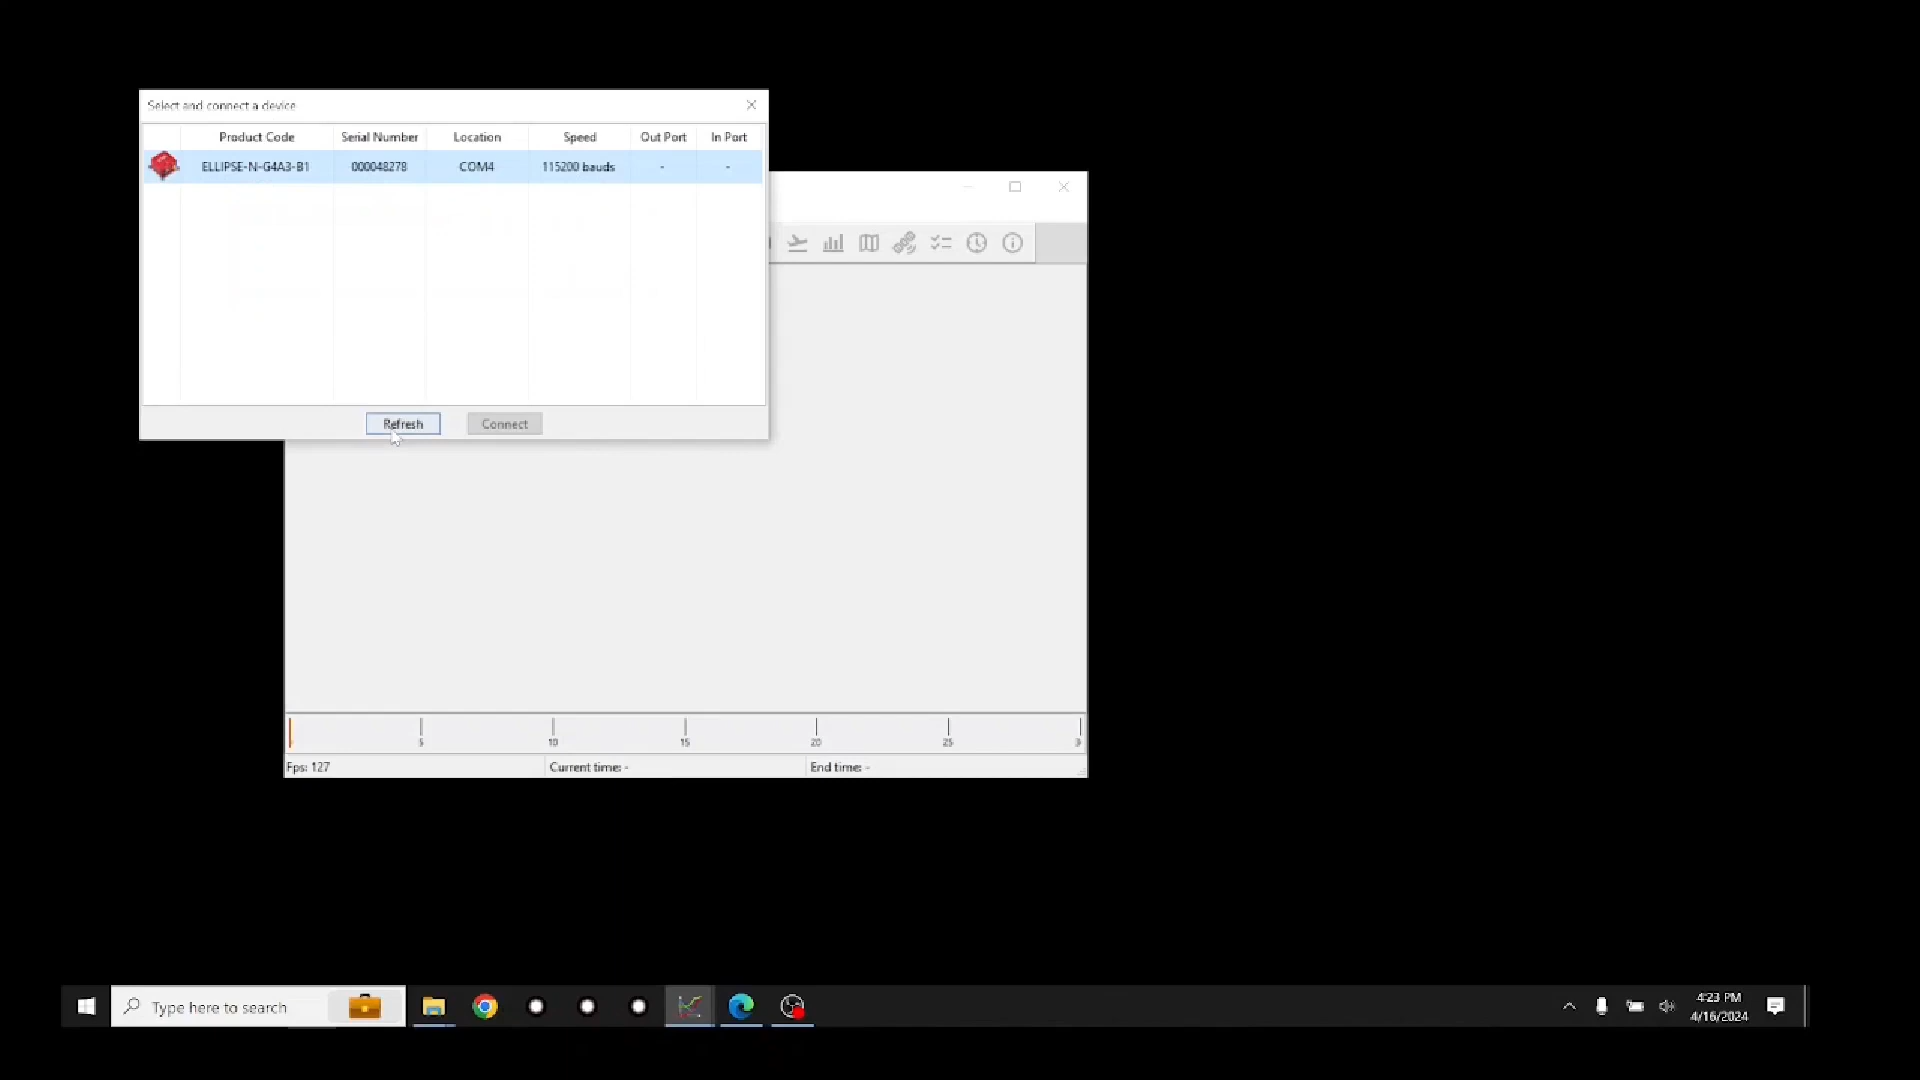 Select and connect a device
Product Code Serial Number Location Speed Out Port In Port
ELLIPSE-N-G4A3-B1 000048278 COM4 115200 bauds - -
Refresh Connect
5 10 15 20 25 3
Fps: 127 Current time: - End time: -
Type here to search
4:23 PM
4/16/2024